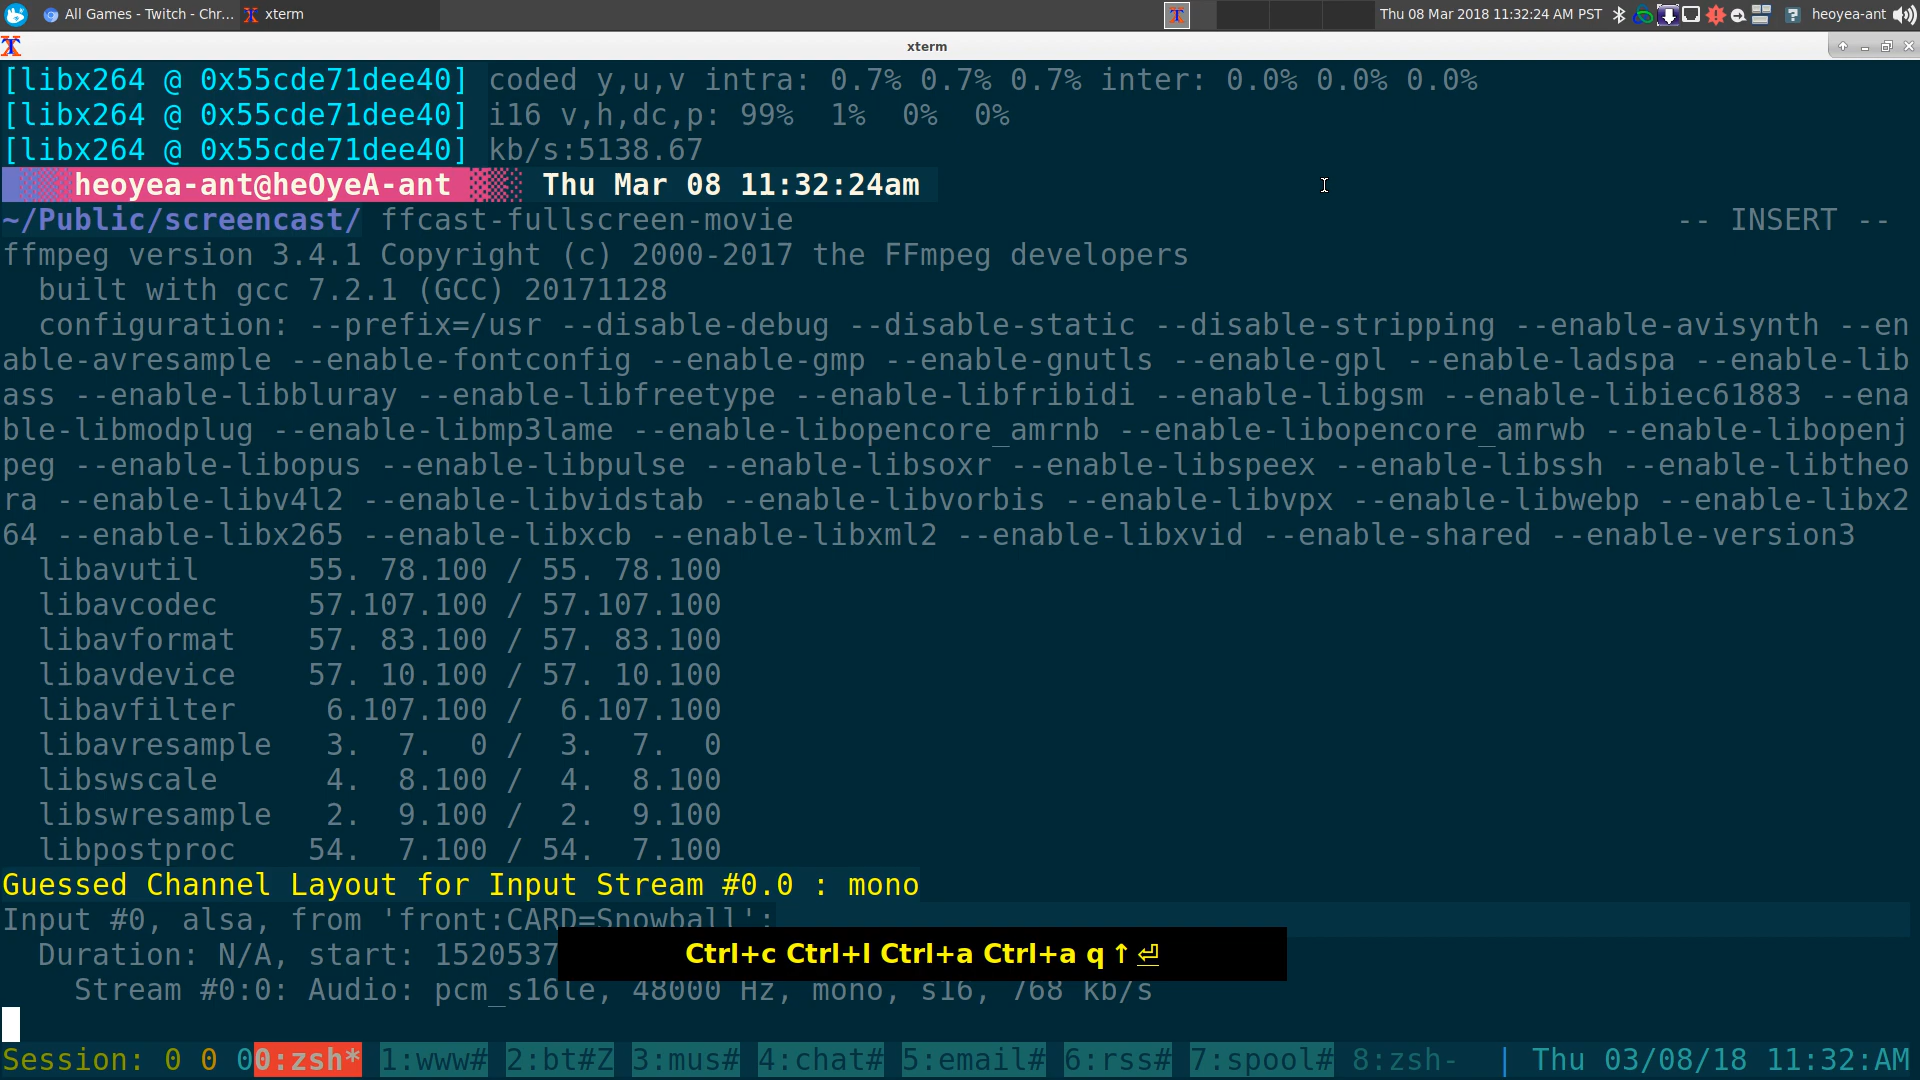 All Games - Twitch - Chr... xterm Thu 08 Mar 2018 11:32:24 AM PST heoyea-ant
xterm
[libx264 @ 0x55cde71dee40] coded y,u,v intra: 0.7% 0.7% 0.7% inter: 0.0% 0.0% 0.0%
[libx264 @ 0x55cde71dee40] i16 v,h,dc,p: 99%  1%  0%  0%
[libx264 @ 0x55cde71dee40] kb/s:5138.67
heoyea-ant@heOyeA-ant Thu Mar 08 11:32:24am
~/Public/screencast/ ffcast-fullscreen-movie -- INSERT --
ffmpeg version 3.4.1 Copyright (c) 2000-2017 the FFmpeg developers
  built with gcc 7.2.1 (GCC) 20171128
  configuration: --prefix=/usr --disable-debug --disable-static --disable-stripping --enable-avisynth --en
able-avresample --enable-fontconfig --enable-gmp --enable-gnutls --enable-gpl --enable-ladspa --enable-lib
ass --enable-libbluray --enable-libfreetype --enable-libfribidi --enable-libgsm --enable-libiec61883 --ena
ble-libmodplug --enable-libmp3lame --enable-libopencore_amrnb --enable-libopencore_amrwb --enable-libopenj
peg --enable-libopus --enable-libpulse --enable-libsoxr --enable-libspeex --enable-libssh --enable-libtheo
ra --enable-libv4l2 --enable-libvidstab --enable-libvorbis --enable-libvpx --enable-libwebp --enable-libx2
64 --enable-libx265 --enable-libxcb --enable-libxml2 --enable-libxvid --enable-shared --enable-version3
  libavutil      55. 78.100 / 55. 78.100
  libavcodec     57.107.100 / 57.107.100
  libavformat    57. 83.100 / 57. 83.100
  libavdevice    57. 10.100 / 57. 10.100
  libavfilter     6.107.100 /  6.107.100
  libavresample   3.  7.  0 /  3.  7.  0
  libswscale      4.  8.100 /  4.  8.100
  libswresample   2.  9.100 /  2.  9.100
  libpostproc    54.  7.100 / 54.  7.100
Guessed Channel Layout for Input Stream #0.0 : mono
Input #0, alsa, from 'front:CARD=Snowball':
  Duration: N/A, start: 1520537
Ctrl+c Ctrl+l Ctrl+a Ctrl+a q ↑ ⏎
    Stream #0:0: Audio: pcm_s16le, 48000 Hz, mono, s16, 768 kb/s
Session: 0 0 00:zsh* 1:www# 2:bt#Z 3:mus# 4:chat# 5:email# 6:rss# 7:spool# 8:zsh- | Thu 03/08/18 11:32:AM